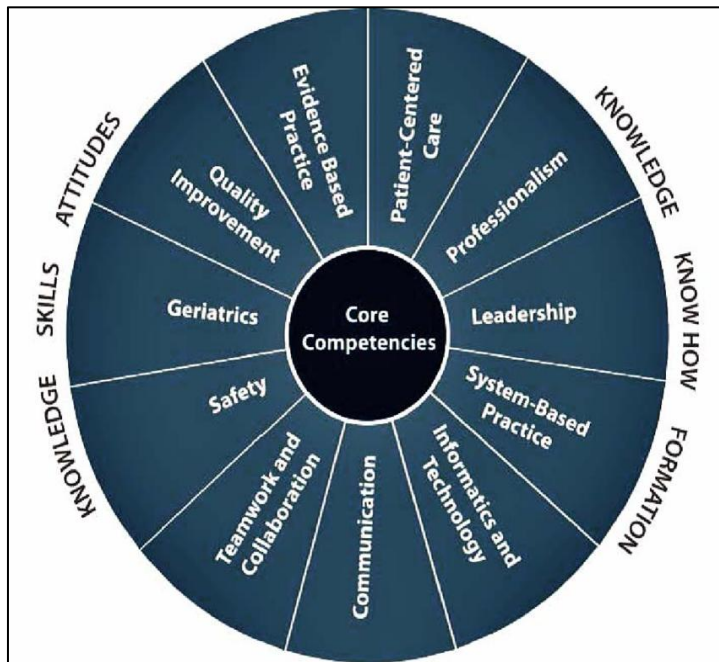 Core
Competencies
Patient-Centered
Care
Professionalism
Leadership
System-Based
Practice
Informatics and
Technology
Communication
Teamwork and
Collaboration
Safety
Geriatrics
Quality
Improvement
Evidence Based
Practice
KNOWLEDGE
KNOW HOW
FORMATION
KNOWLEDGE
SKILLS
ATTITUDES